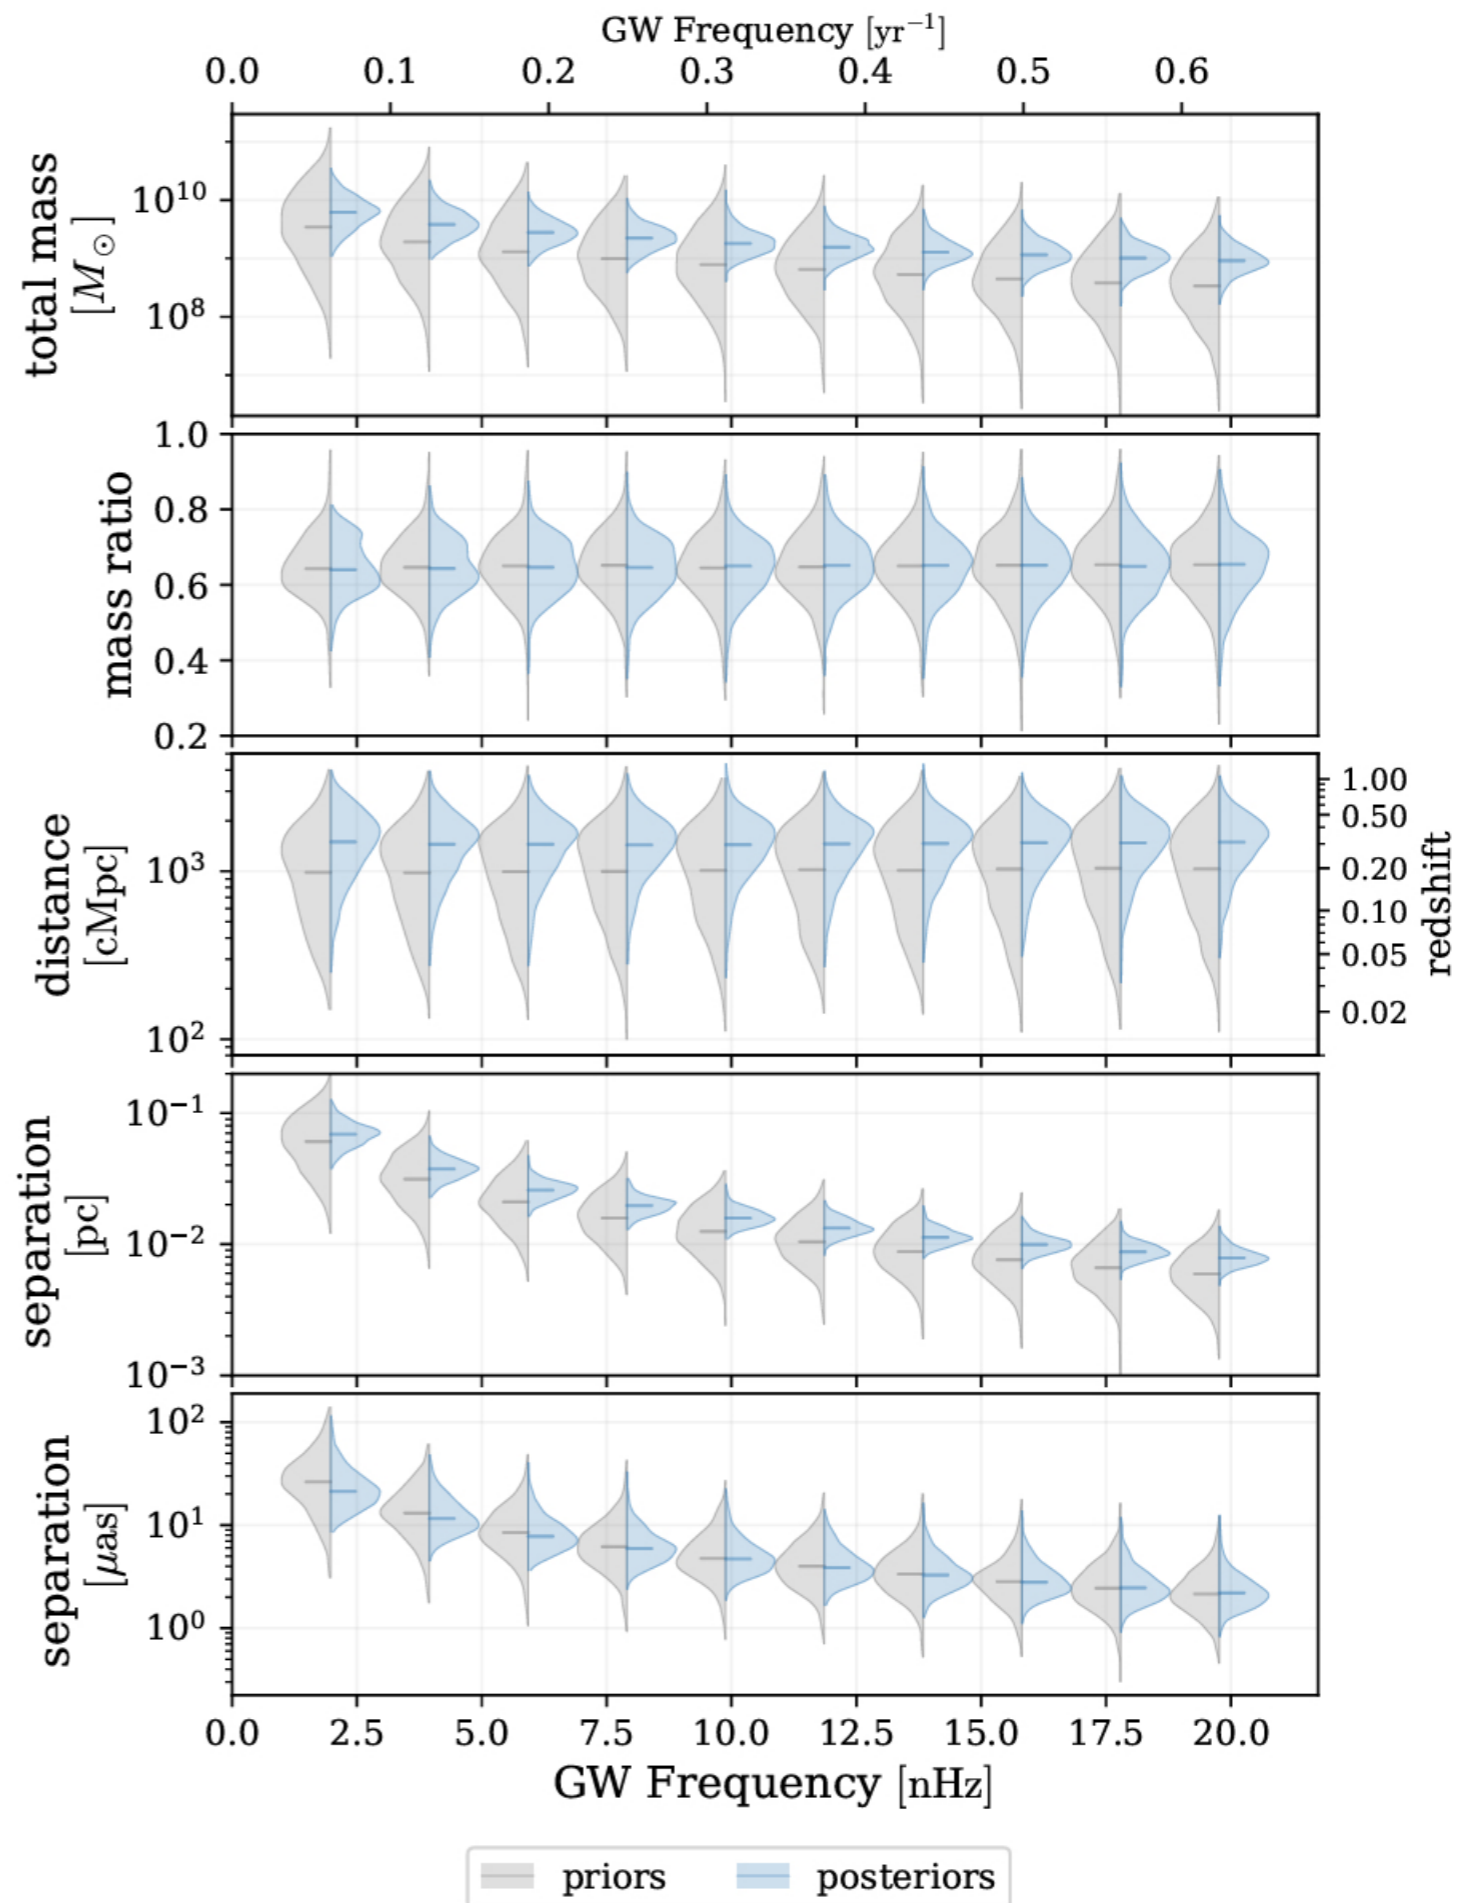 GW Frequency [yr⁻¹]
0.0 0.1 0.2 0.3 0.4 0.5 0.6
total mass
[M☉]
10¹⁰
10⁸
mass ratio
1.0
0.8
0.6
0.4
0.2
distance
[cMpc]
10³
10²
1.00
0.50
0.20
0.10
0.05
0.02
redshift
separation
[pc]
10⁻¹
10⁻²
10⁻³
separation
[μas]
10²
10¹
10⁰
0.0 2.5 5.0 7.5 10.0 12.5 15.0 17.5 20.0
GW Frequency [nHz]
priors posteriors